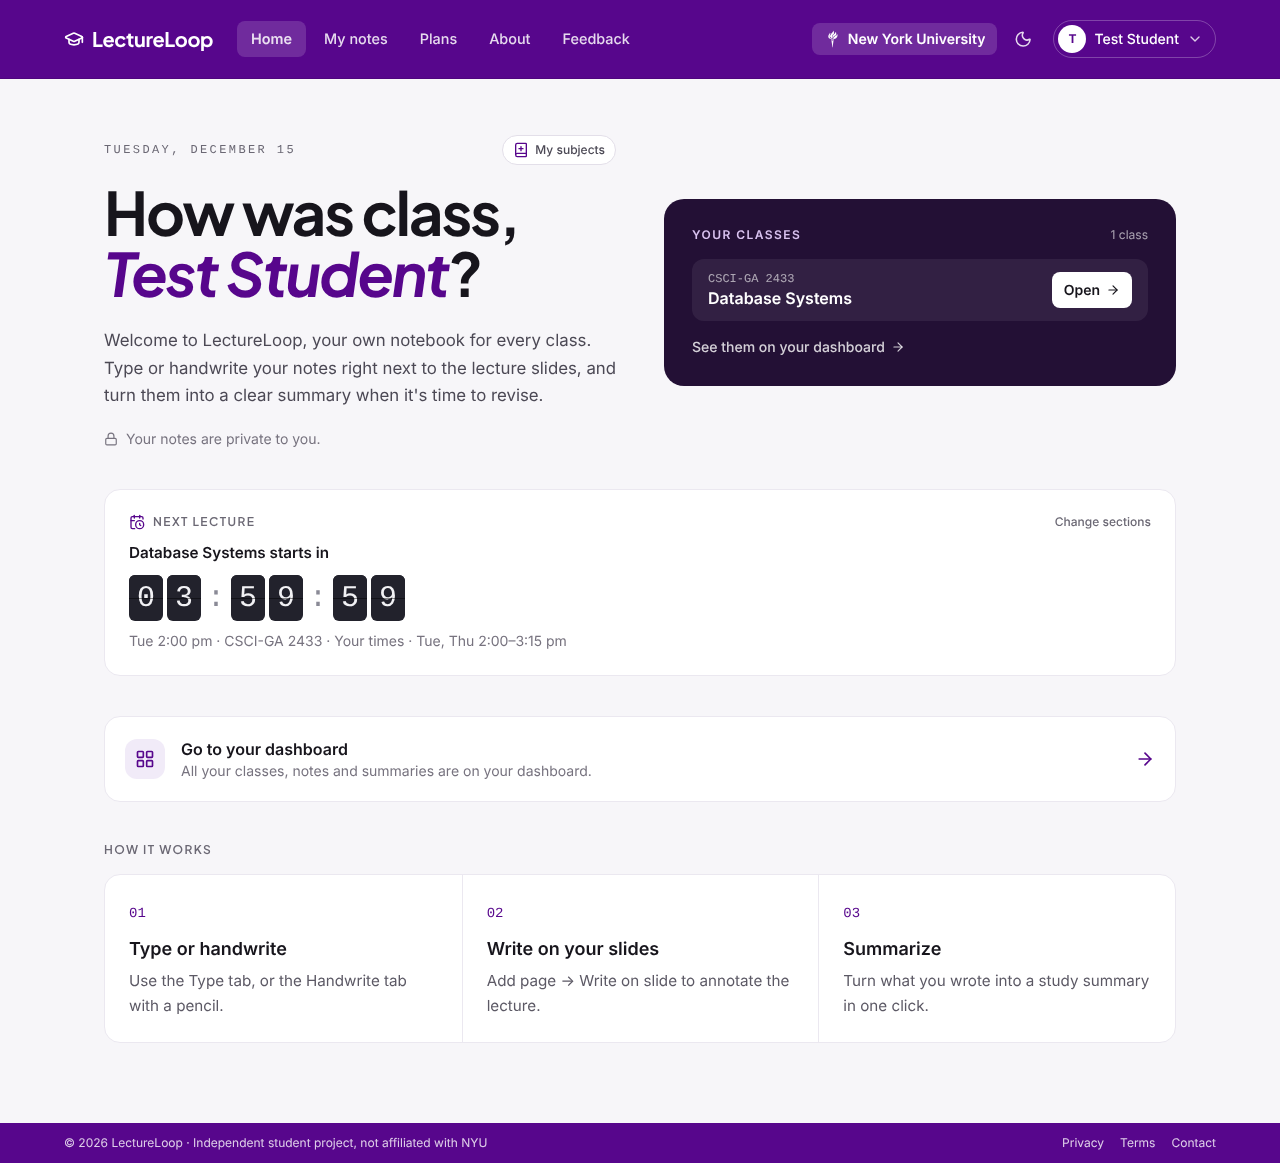 LectureLoop
Home
My notes
Plans
About
Feedback
New York University
T
Test Student
TUESDAY, DECEMBER 15
My subjects
How was class,
Test Student?
Welcome to LectureLoop, your own notebook for every class.
Type or handwrite your notes right next to the lecture slides, and
turn them into a clear summary when it's time to revise.
Your notes are private to you.
YOUR CLASSES
1 class
CSCI-GA 2433
Database Systems
Open →
See them on your dashboard →
NEXT LECTURE
Change sections
Database Systems starts in
03:59:59
Tue 2:00 pm · CSCI-GA 2433 · Your times · Tue, Thu 2:00–3:15 pm
Go to your dashboard
All your classes, notes and summaries are on your dashboard.
HOW IT WORKS
01
Type or handwrite
Use the Type tab, or the Handwrite tab
with a pencil.
02
Write on your slides
Add page → Write on slide to annotate the
lecture.
03
Summarize
Turn what you wrote into a study summary
in one click.
© 2026 LectureLoop · Independent student project, not affiliated with NYU
Privacy
Terms
Contact